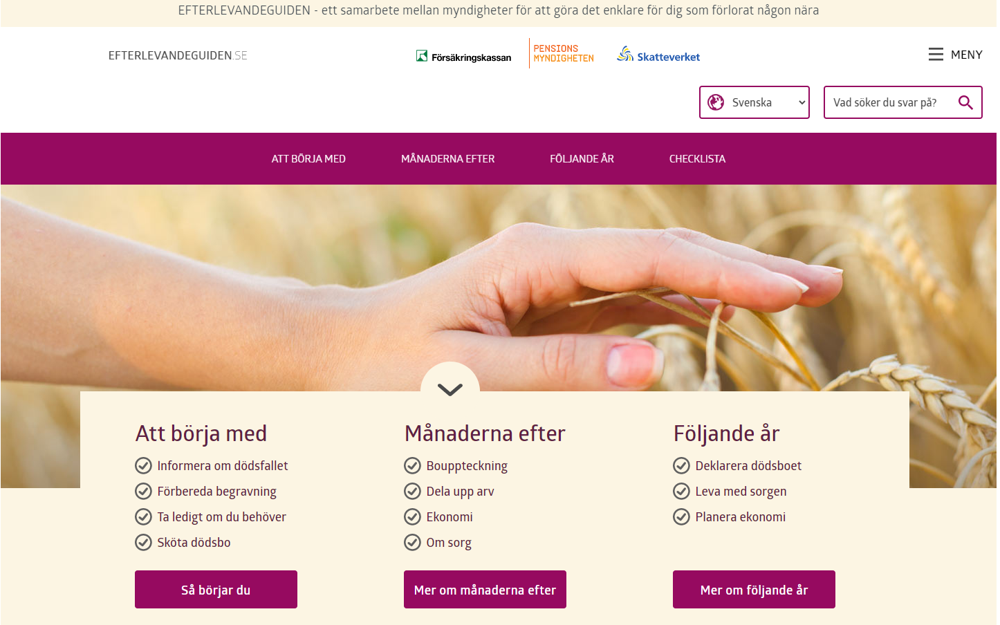 EFTERLEVANDEGUIDEN - ett samarbete mellan myndigheter för att göra det enklare för dig som förlorat någon nära
EFTERLEVANDEGUIDEN.SE
Försäkringskassan
PENSIONS
MYNDIGHETEN
Skatteverket
MENY
Svenska
Vad söker du svar på?
ATT BÖRJA MED
MÅNADERNA EFTER
FÖLJANDE ÅR
CHECKLISTA
Att börja med
Informera om dödsfallet
Förbereda begravning
Ta ledigt om du behöver
Sköta dödsbo
Så börjar du
Månaderna efter
Bouppteckning
Dela upp arv
Ekonomi
Om sorg
Mer om månaderna efter
Följande år
Deklarera dödsboet
Leva med sorgen
Planera ekonomi
Mer om följande år